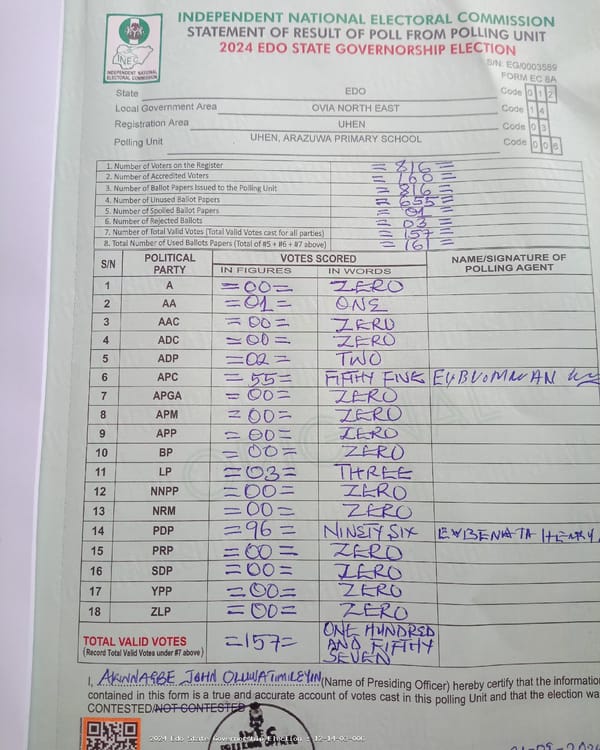 INDEPENDENT NATIONAL ELECTORAL COMMISSION
STATEMENT OF RESULT OF POLL FROM POLLING UNIT
2024 EDO STATE GOVERNORSHIP ELECTION
INEC
INDEPENDENT NATIONAL
ELECTORAL COMMISSION
S/N: EG/0003559
FORM EC 8A
State EDO Code 0 1 2
Local Government Area OVIA NORTH EAST Code 1 4
Registration Area UHEN Code 0 3
Polling Unit UHEN, ARAZUWA PRIMARY SCHOOL Code 0 0 6
1. Number of Voters on the Register =816=
2. Number of Accredited Voters =160=
3. Number of Ballot Papers Issued to the Polling Unit =816=
4. Number of Unused Ballot Papers =655=
5. Number of Spoiled Ballot Papers =01=
6. Number of Rejected Ballots =03=
7. Number of Total Valid Votes (Total Valid Votes cast for all parties) =157=
8. Total Number of Used Ballots Papers (Total of #5 + #6 + #7 above) =161=
S/N POLITICAL PARTY VOTES SCORED NAME/SIGNATURE OF POLLING AGENT
IN FIGURES IN WORDS
1 A =00= ZERO
2 AA =01= ONE
3 AAC =00= ZERO
4 ADC =00= ZERO
5 ADP =02= TWO
6 APC =55= FIFTHY FIVE
7 APGA =00= ZERO
8 APM =00= ZERO
9 APP =00= ZERO
10 BP =00= ZERO
11 LP =03= THREE
12 NNPP =00= ZERO
13 NRM =00= ZERO
14 PDP =96= NINETY SIX HENRY
15 PRP =00= ZERO
16 SDP =00= ZERO
17 YPP =00= ZERO
18 ZLP =00= ZERO
TOTAL VALID VOTES =157= ONE HUNDRED
(Record Total Valid Votes under #7 above) AND FIFTHY
SEVEN
I, AKINNAGBE JOHN OLUWATIMILEYIN (Name of Presiding Officer) hereby certify that the information
contained in this form is a true and accurate account of votes cast in this polling Unit and that the election wa
CONTESTED/NOT CONTESTED
2024 Edo State Governorship Election : 12_14_03_006